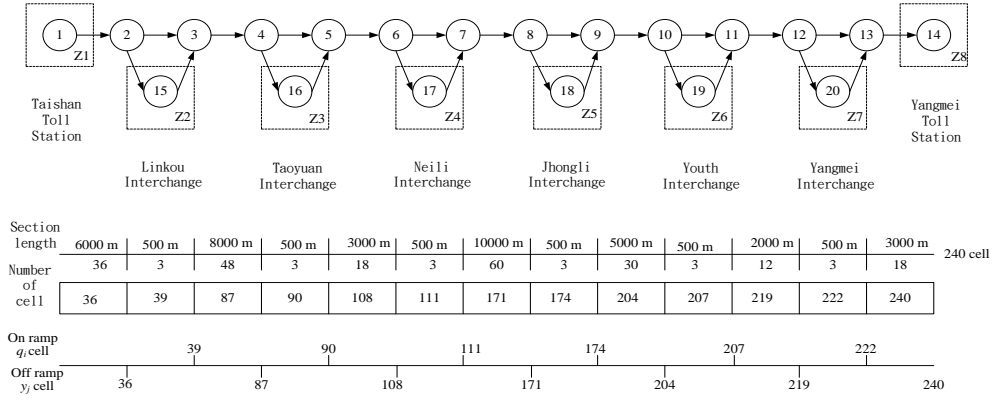 1 2 3 4 5 6 7 8 9 10 11 12 13 14
Z1 Z8
15 16 17 18 19 20
Z2 Z3 Z4 Z5 Z6 Z7
Taishan
Toll
Station
Yangmei
Toll
Station
Linkou
Interchange
Taoyuan
Interchange
Neili
Interchange
Jhongli
Interchange
Youth
Interchange
Yangmei
Interchange
Section
length
6000 m 500 m 8000 m 500 m 3000 m 500 m 10000 m 500 m 5000 m 500 m 2000 m 500 m 3000 m
240 cell
Number
of
cell
36 3 48 3 18 3 60 3 30 3 12 3 18
36 39 87 90 108 111 171 174 204 207 219 222 240
On ramp
qi cell
39 90 111 174 207 222
Off ramp
yj cell
36 87 108 171 204 219 240